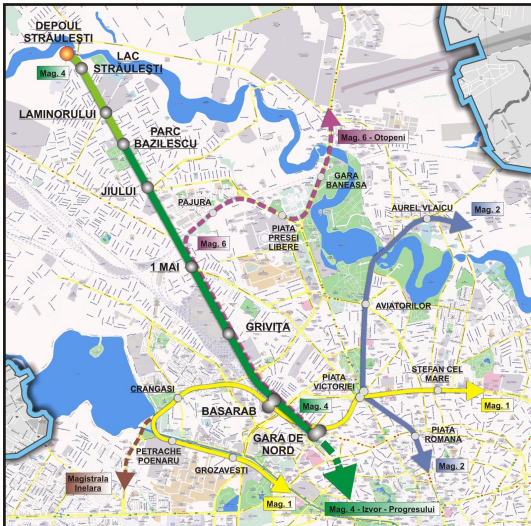 DEPOUL
STRĂULEȘTI
LAC
STRĂULEȘTI
Mag. 4
LAMINORULUI
PARC
BAZILESCU
Mag. 6 - Otopeni
JIULUI
GARA
BANEASA
PAJURA
PIATA
PRESEI
LIBERE
AUREL VLAICU
Mag. 2
Mag. 6
1 MAI
AVIATORILOR
GRIVIȚA
CRANGASI
PIATA
VICTORIEI
STEFAN CEL
MARE
Mag. 4
Mag. 1
BASARAB
GARA DE
NORD
PIATA
ROMANA
PETRACHE
POENARU
GROZAVESTI
Mag. 2
Magistrala
Inelara
Mag. 1
Mag. 4 - Izvor - Progresului